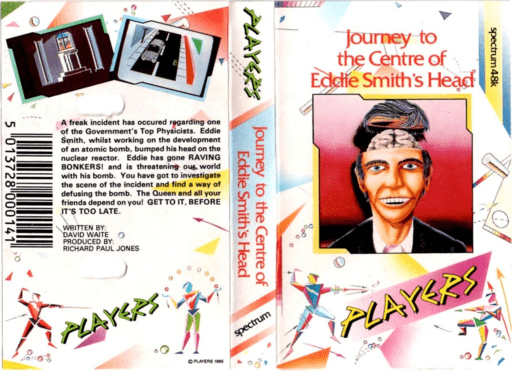 A freak incident has occured regarding one
of the Government's Top Physicists. Eddie
Smith, whilst working on the development
of an atomic bomb, bumped his head on the
nuclear reactor. Eddie has gone RAVING
BONKERS! and is threatening our world
with his bomb. You have got to investigate
the scene of the incident and find a way of
defusing the bomb. The Queen and all your
friends depend on you! GET TO IT, BEFORE
IT'S TOO LATE.
WRITTEN BY:
DAVID WAITE
PRODUCED BY:
RICHARD PAUL JONES
5 013728 000141
PLAYERS
© PLAYERS
PLAYERS
Journey to the Centre of
Eddie Smith's Head
spectrum
Journey to
the Centre of
Eddie Smith's Head
spectrum 48k
PLAYERS